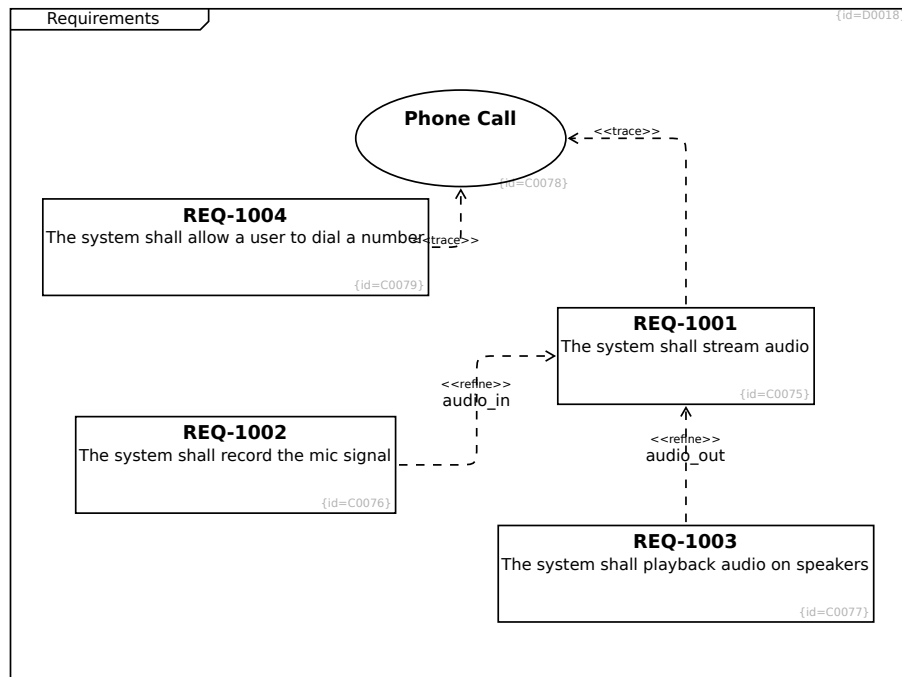 Requirements
{id=D0018}
Phone Call
{id=C0078}
<<trace>>
REQ-1004
The system shall allow a user to dial a number
{id=C0079}
<<trace>>
REQ-1001
The system shall stream audio
{id=C0075}
<<refine>>
audio_in
REQ-1002
The system shall record the mic signal
{id=C0076}
<<refine>>
audio_out
REQ-1003
The system shall playback audio on speakers
{id=C0077}